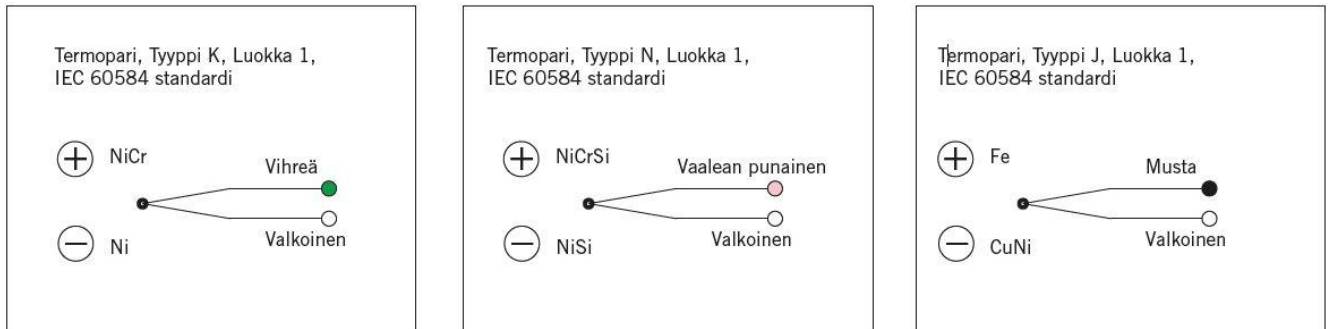 Termopari, Tyyppi K, Luokka 1,
IEC 60584 standardi
NiCr
Vihreä
Valkoinen
Ni
Termopari, Tyyppi N, Luokka 1,
IEC 60584 standardi
NiCrSi
Vaalean punainen
Valkoinen
NiSi
Termopari, Tyyppi J, Luokka 1,
IEC 60584 standardi
Fe
Musta
Valkoinen
CuNi